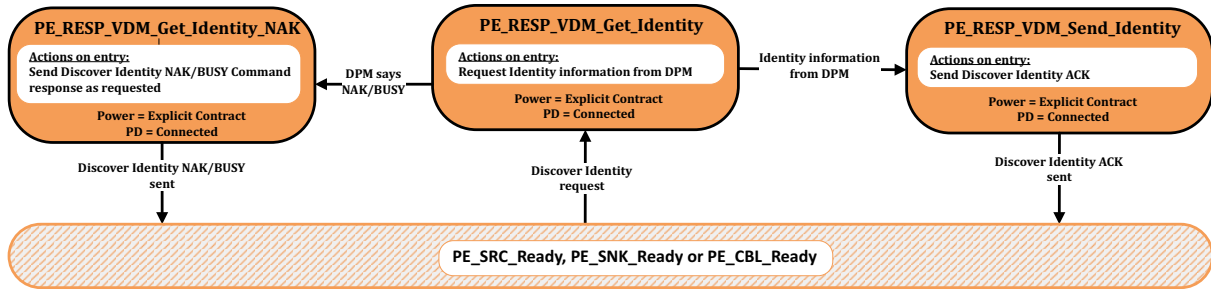 PE_RESP_VDM_Get_Identity_NAK
Actions on entry:
Send Discover Identity NAK/BUSY Command
response as requested
Power = Explicit Contract
PD = Connected
DPM says
NAK/BUSY
PE_RESP_VDM_Get_Identity
Actions on entry:
Request Identity information from DPM
Power = Explicit Contract
PD = Connected
Identity information
from DPM
PE_RESP_VDM_Send_Identity
Actions on entry:
Send Discover Identity ACK
Power = Explicit Contract
PD = Connected
Discover Identity NAK/BUSY
sent
Discover Identity
request
Discover Identity ACK
sent
PE_SRC_Ready, PE_SNK_Ready or PE_CBL_Ready